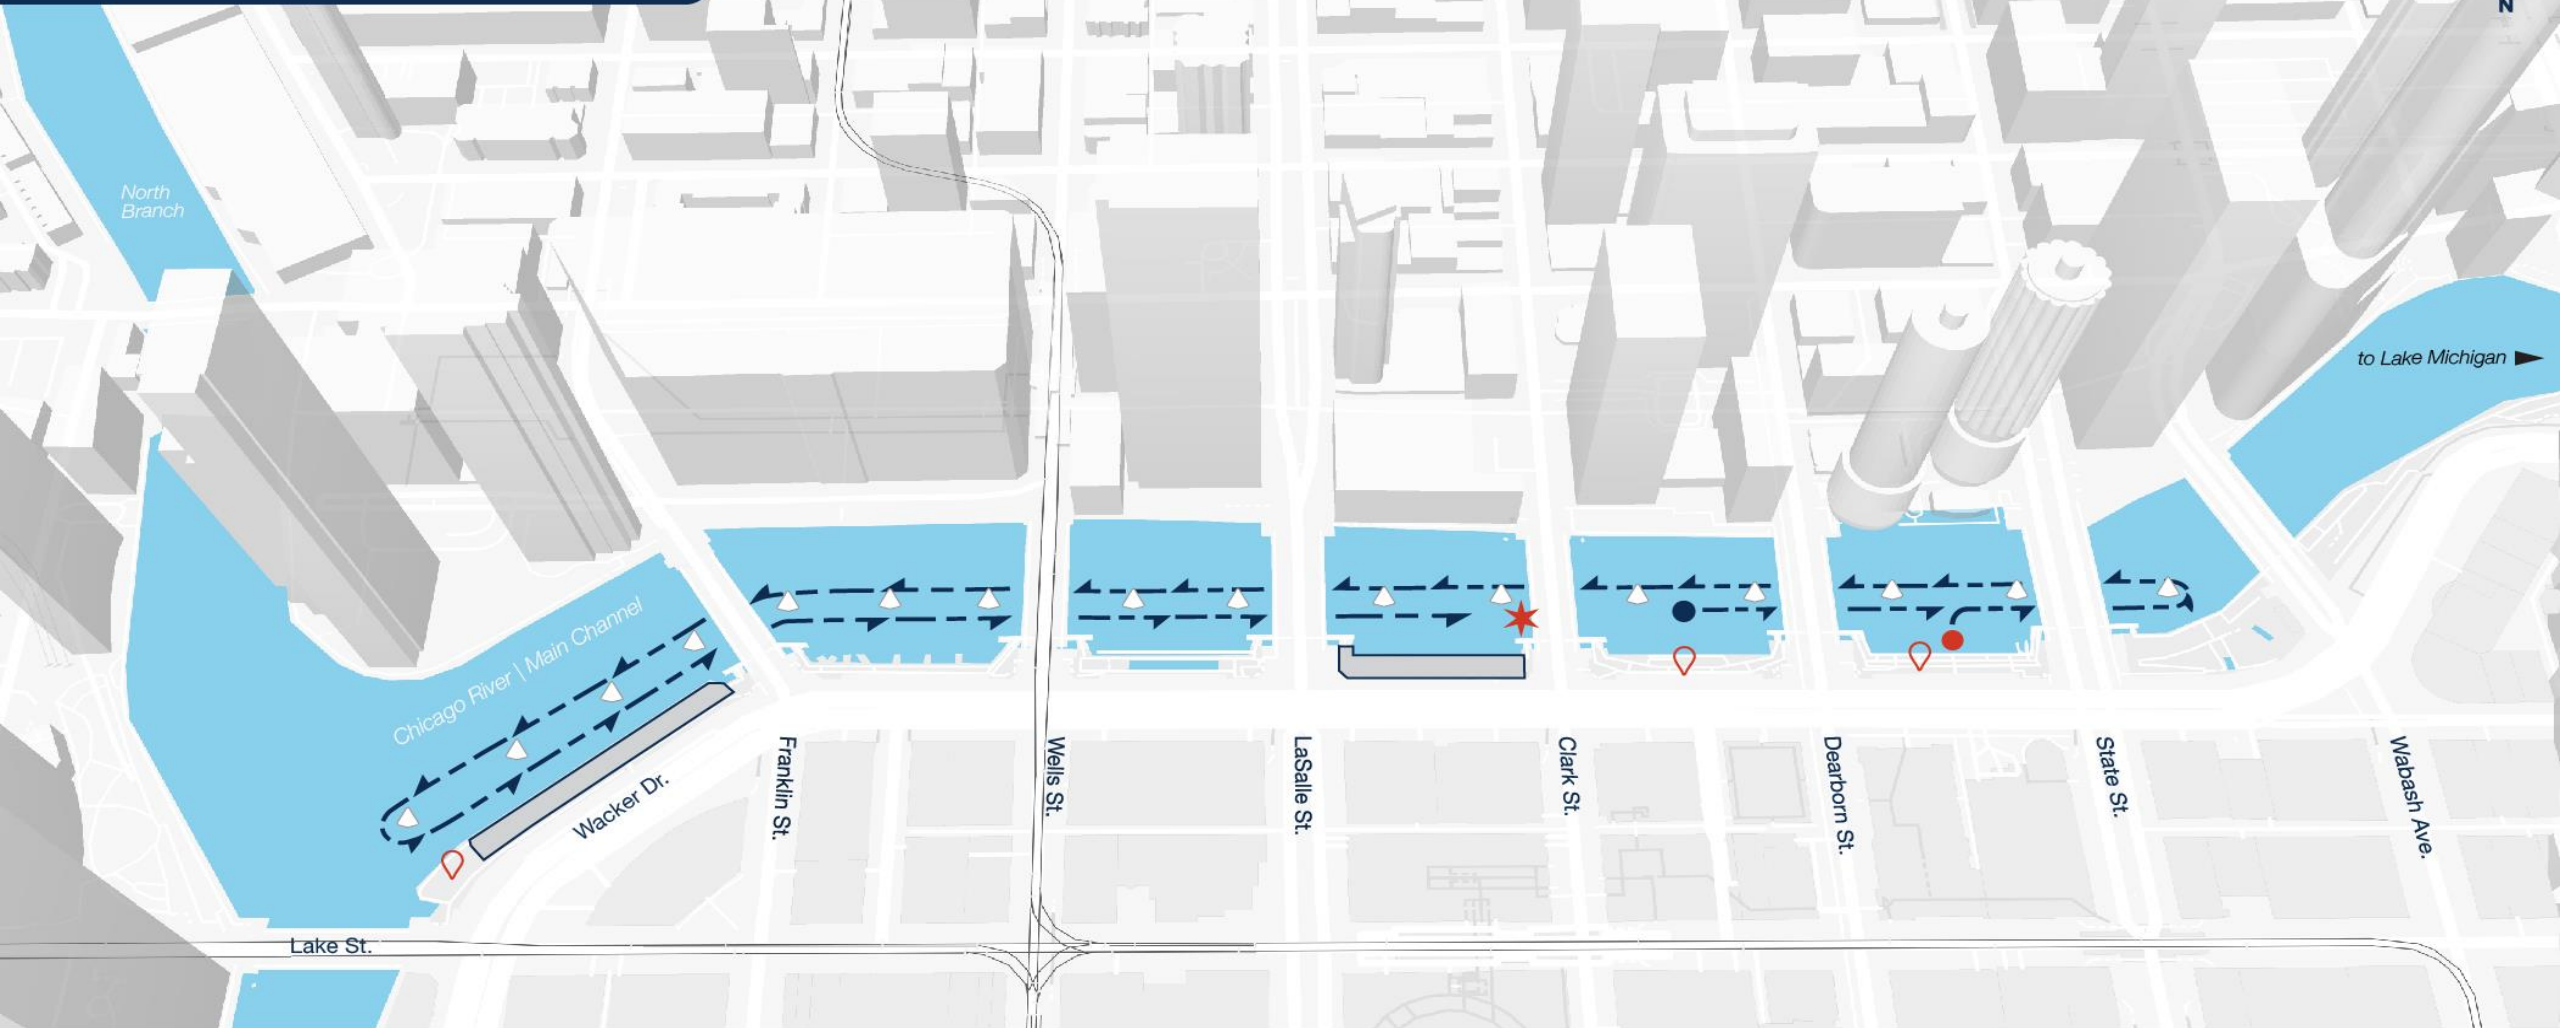 N
North
Branch
to Lake Michigan
Chicago River | Main Channel
Wacker Dr.
Franklin St.
Wells St.
LaSalle St.
Clark St.
Dearborn St.
State St.
Wabash Ave.
Lake St.